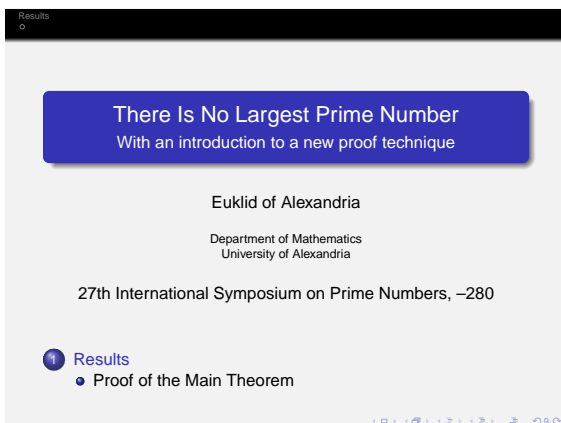 Results
There Is No Largest Prime Number
With an introduction to a new proof technique
Euklid of Alexandria
Department of Mathematics
University of Alexandria
27th International Symposium on Prime Numbers, –280
1 Results
Proof of the Main Theorem